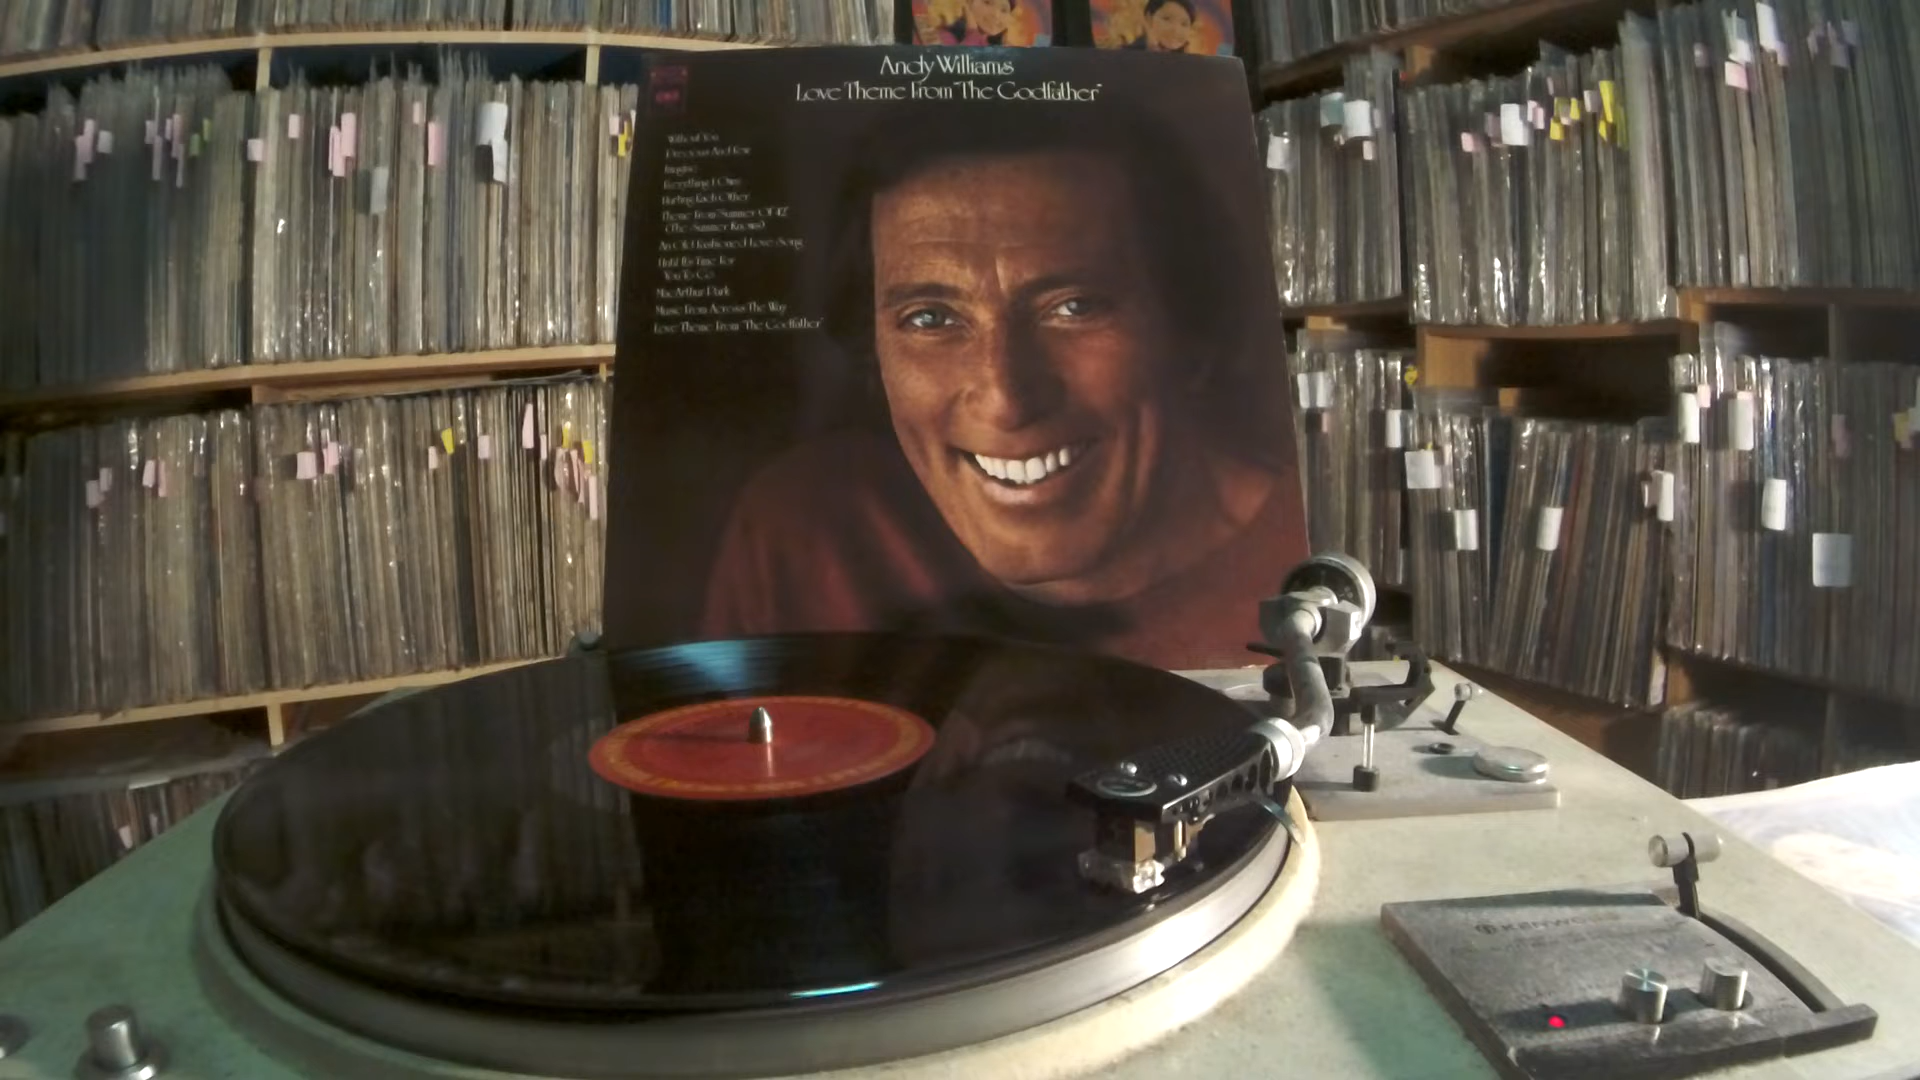 Andy Williams
Love Theme From "The Godfather"
Without You
Precious And Few
Imagine
Everything I Own
Hurting Each Other
Theme From "Summer Of '42"
(The Summer Knows)
An Old Fashioned Love Song
Until It's Time For
You To Go
MacArthur Park
Music From Across The Way
Love Theme From "The Godfather"
KENWOOD